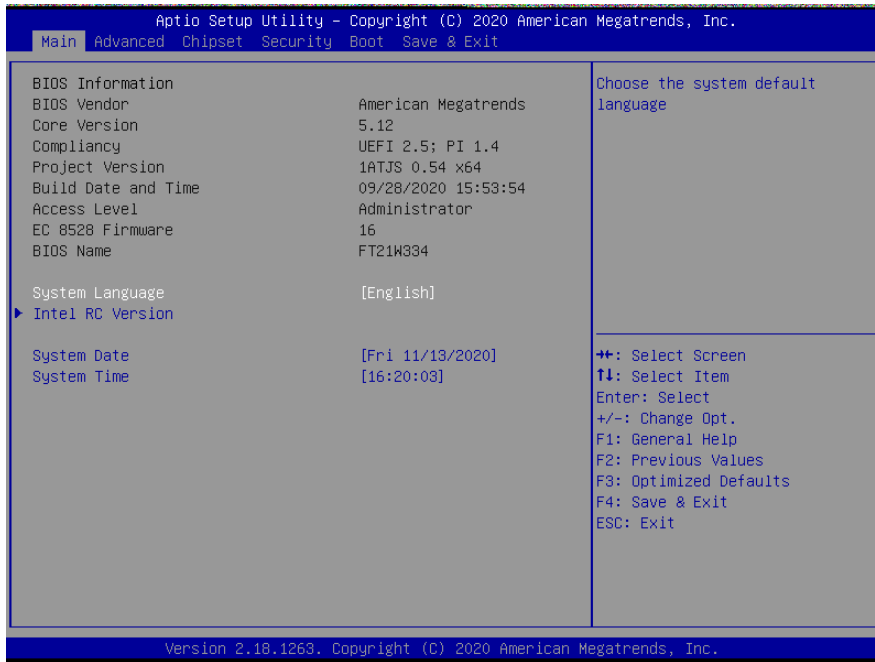 Aptio Setup Utility – Copyright (C) 2020 American Megatrends, Inc.
Main Advanced Chipset Security Boot Save & Exit
BIOS Information
BIOS Vendor American Megatrends
Core Version 5.12
Compliancy UEFI 2.5; PI 1.4
Project Version 1ATJS 0.54 x64
Build Date and Time 09/28/2020 15:53:54
Access Level Administrator
EC 8528 Firmware 16
BIOS Name FT21W334
System Language [English]
Intel RC Version
System Date [Fri 11/13/2020]
System Time [16:20:03]
Choose the system default
language
→←: Select Screen
↑↓: Select Item
Enter: Select
+/-: Change Opt.
F1: General Help
F2: Previous Values
F3: Optimized Defaults
F4: Save & Exit
ESC: Exit
Version 2.18.1263. Copyright (C) 2020 American Megatrends, Inc.